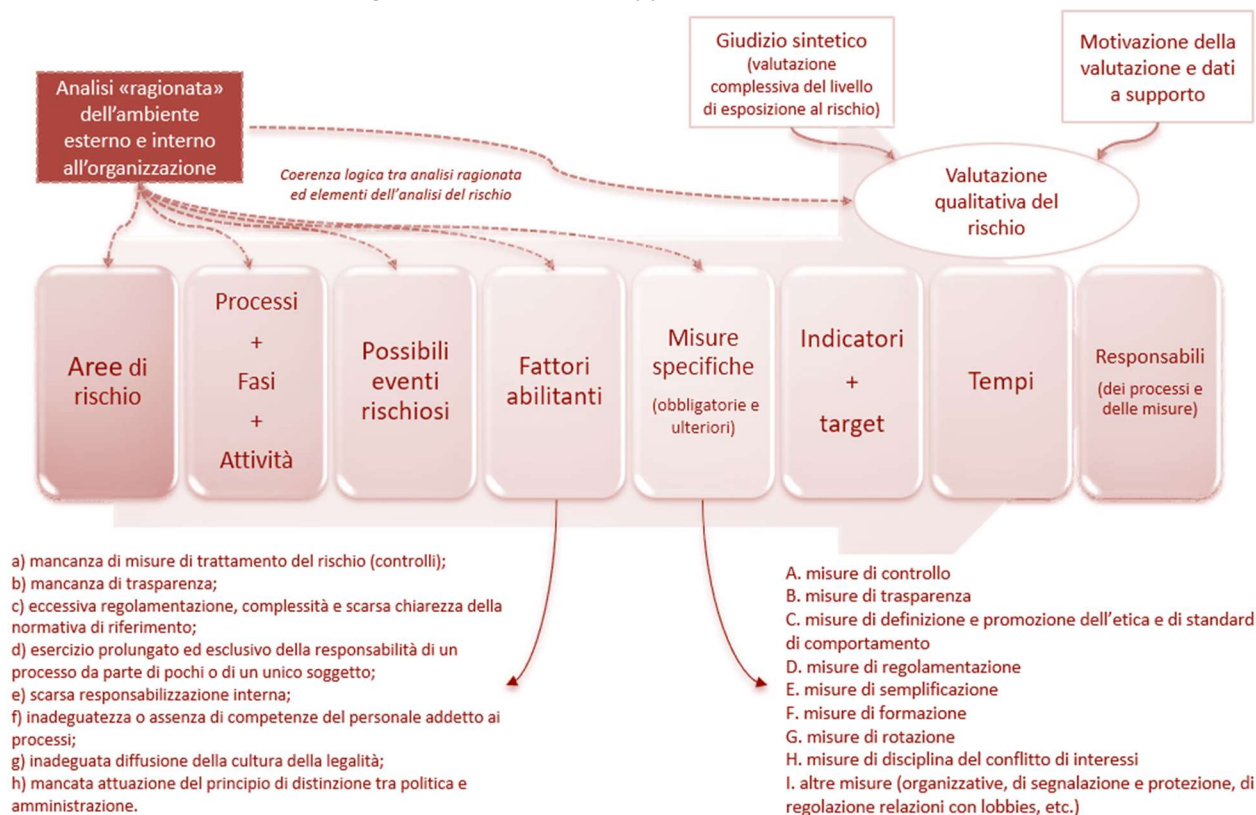 Analisi «ragionata»
dell'ambiente
esterno e interno
all'organizzazione
Giudizio sintetico
(valutazione
complessiva del livello
di esposizione al rischio)
Motivazione della
valutazione e dati
a supporto
Coerenza logica tra analisi ragionata
ed elementi dell'analisi del rischio
Valutazione
qualitativa del
rischio
Aree di
rischio
Processi
+
Fasi
+
Attività
Possibili
eventi
rischiosi
Fattori
abilitanti
Misure
specifiche
(obbligatorie e
ulteriori)
Indicatori
+
target
Tempi
Responsabili
(dei processi e
delle misure)
a) mancanza di misure di trattamento del rischio (controlli);
b) mancanza di trasparenza;
c) eccessiva regolamentazione, complessità e scarsa chiarezza della
normativa di riferimento;
d) esercizio prolungato ed esclusivo della responsabilità di un
processo da parte di pochi o di un unico soggetto;
e) scarsa responsabilizzazione interna;
f) inadeguatezza o assenza di competenze del personale addetto ai
processi;
g) inadeguata diffusione della cultura della legalità;
h) mancata attuazione del principio di distinzione tra politica e
amministrazione.
A. misure di controllo
B. misure di trasparenza
C. misure di definizione e promozione dell'etica e di standard
di comportamento
D. misure di regolamentazione
E. misure di semplificazione
F. misure di formazione
G. misure di rotazione
H. misure di disciplina del conflitto di interessi
I. altre misure (organizzative, di segnalazione e protezione, di
regolazione relazioni con lobbies, etc.)